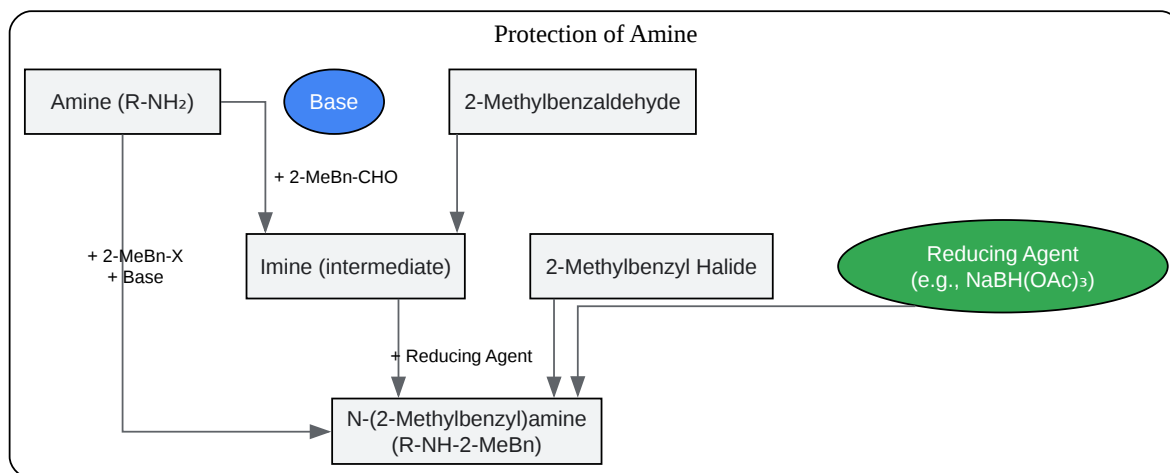 Protection of Amine
Amine (R-NH₂)
Base
2-Methylbenzaldehyde
+ 2-MeBn-CHO
+ 2-MeBn-X
+ Base
Imine (intermediate)
2-Methylbenzyl Halide
Reducing Agent
(e.g., NaBH(OAc)₃)
+ Reducing Agent
N-(2-Methylbenzyl)amine
(R-NH-2-MeBn)